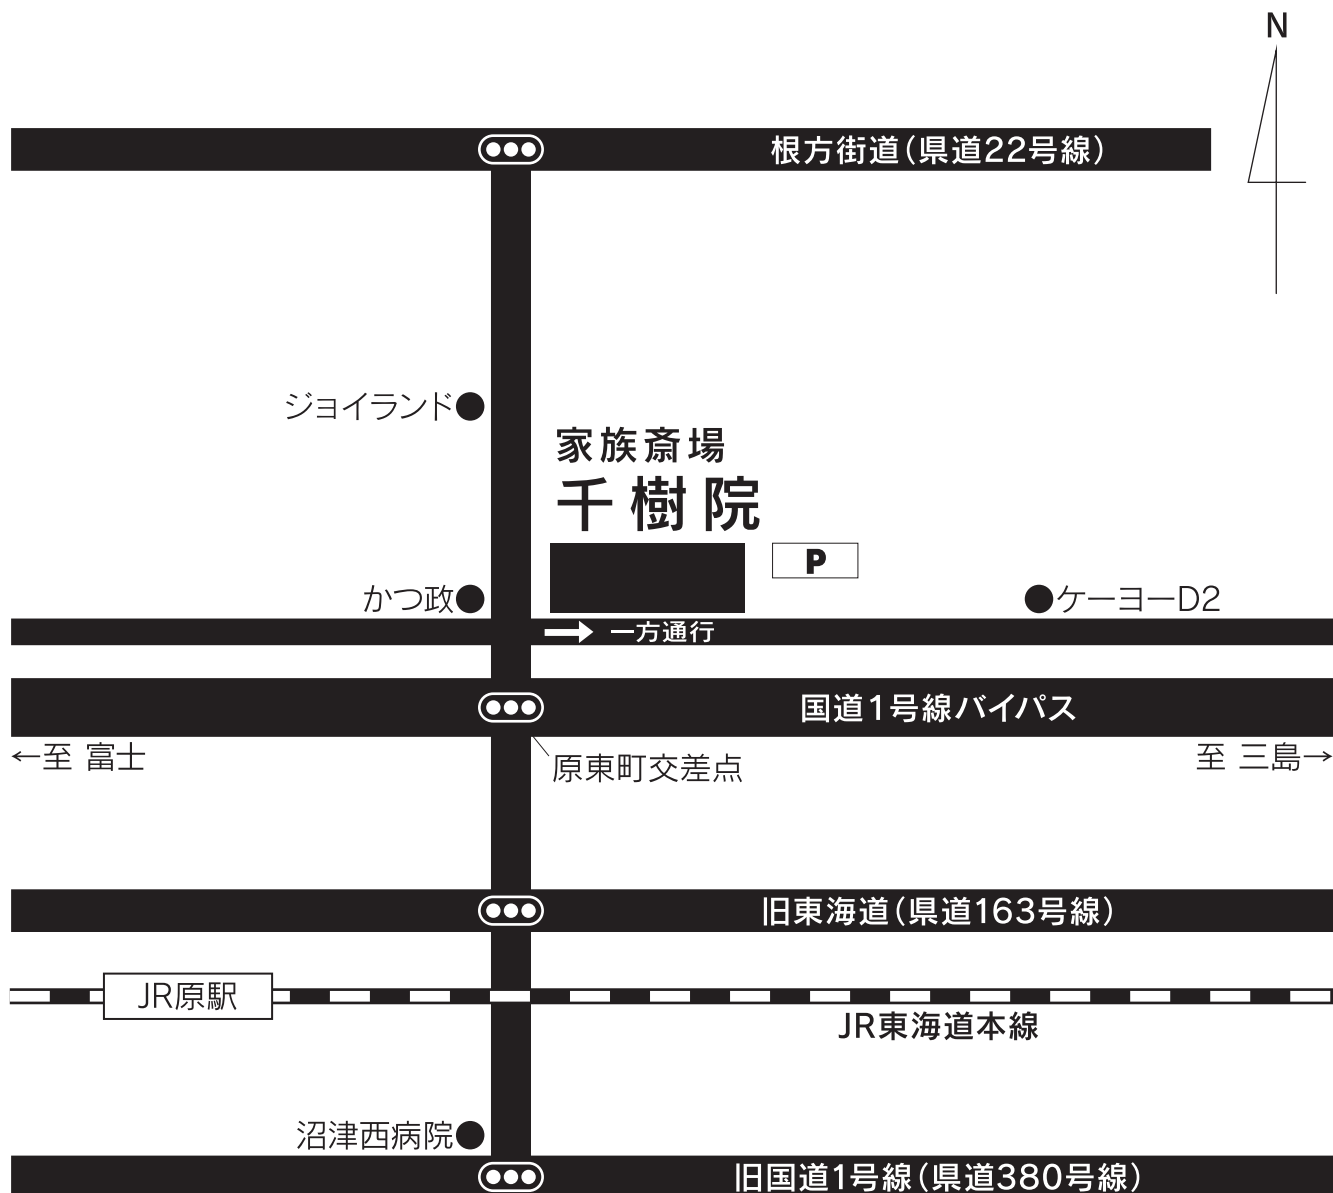 N
根方街道(県道22号線)
ジョイランド
家族斎場
千樹院
P
かつ政
ケーヨーD2
一方通行
国道1号線バイパス
←至 富士
原東町交差点
至 三島→
旧東海道(県道163号線)
JR原駅
JR東海道本線
沼津西病院
旧国道1号線(県道380号線)